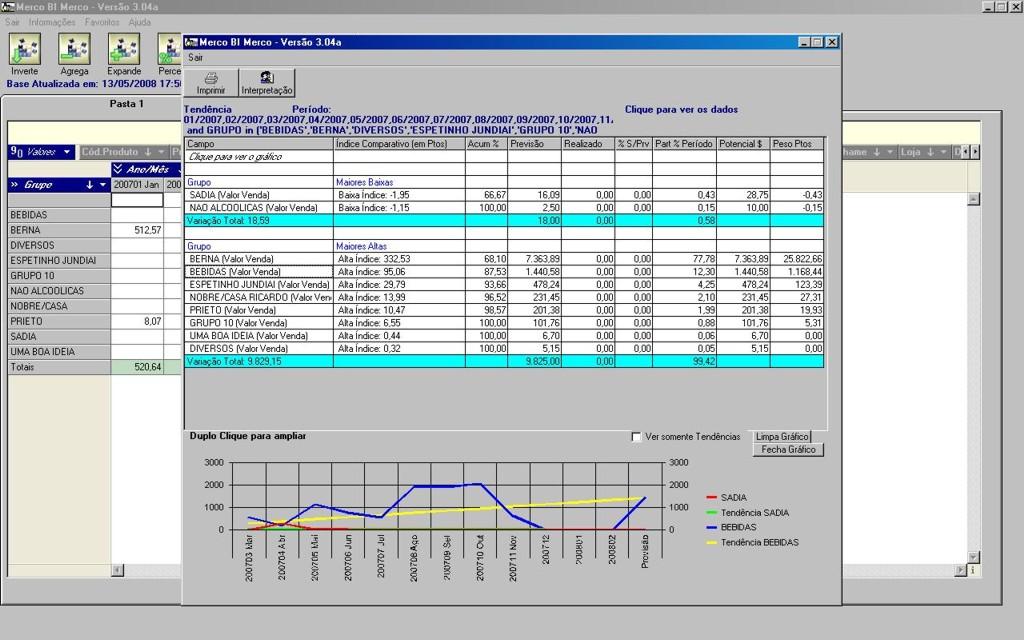 Merco BI Merco - Versão 3.04a
Sair Informações Favoritos Ajuda
Inverte Agrega Expande
Base Atualizada em: 13/05/2008
Pasta 1
Valores Cód.Produto
Loja
Ano/Mês
Grupo
200701 Jan
BEBIDAS
BERNA 512,57
DIVERSOS
ESPETINHO JUNDIAI
GRUPO 10
NAO ALCOOLICAS
NOBRE/CASA
PRIETO 8,07
SADIA
UMA BOA IDEIA
Totais 520,64
Merco BI Merco - Versão 3.04a
Sair
Imprimir Interpretação
Tendência Período: Clique para ver os dados
01/2007,02/2007,03/2007,04/2007,05/2007,06/2007,07/2007,08/2007,09/2007,10/2007,11
and GRUPO in ('BEBIDAS','BERNA','DIVERSOS','ESPETINHO JUNDIAI','GRUPO 10','NAO
Campo Índice Comparativo (em Ptos) Acum % Previsão Realizado % S/Prv Part % Período Potencial $ Peso Ptos
Clique para ver o gráfico
Grupo Maiores Baixas
SADIA (Valor Venda) Baixa Índice: -1,95 66,67 16,09 0,00 0,00 0,43 28,75 -0,43
NAO ALCOOLICAS (Valor Venda) Baixa Índice: -1,15 100,00 2,50 0,00 0,00 0,15 10,00 -0,15
Variação Total: 18,59 18,00 0,00 0,58
Grupo Maiores Altas
BERNA (Valor Venda) Alta Índice: 332,53 68,10 7.363,89 0,00 0,00 77,78 7.363,89 25.822,66
BEBIDAS (Valor Venda) Alta Índice: 95,06 87,53 1.440,58 0,00 0,00 12,30 1.440,58 1.168,44
ESPETINHO JUNDIAI (Valor Venda) Alta Índice: 29,79 93,66 478,24 0,00 0,00 4,25 478,24 123,39
NOBRE/CASA RICARDO (Valor Ven Alta Índice: 13,99 96,52 231,45 0,00 0,00 2,10 231,45 27,31
PRIETO (Valor Venda) Alta Índice: 10,47 98,57 201,38 0,00 0,00 1,99 201,38 19,93
GRUPO 10 (Valor Venda) Alta Índice: 6,55 100,00 101,76 0,00 0,00 0,88 101,76 5,31
UMA BOA IDEIA (Valor Venda) Alta Índice: 0,44 100,00 6,70 0,00 0,00 0,06 6,70 0,00
DIVERSOS (Valor Venda) Alta Índice: 0,32 100,00 5,15 0,00 0,00 0,05 5,15 0,00
Variação Total: 9.829,15 9.825,00 0,00 99,42
Duplo Clique para ampliar Ver somente Tendências Limpa Gráfico
Fecha Gráfico
3000 3000
2000 2000
1000 1000
0 0
200703 Mar 200704 Abr 200705 Mai 200706 Jun 200707 Jul 200708 Ago 200709 Set 200710 Out 200711 Nov 200712 200801 200802 Previsão
SADIA
Tendência SADIA
BEBIDAS
Tendência BEBIDAS